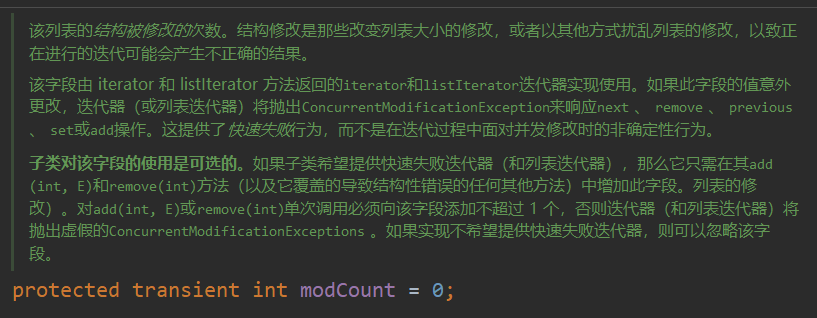 该列表的结构被修改的次数。结构修改是那些改变列表大小的修改，或者以其他方式扰乱列表的修改，以致正
在进行的迭代可能会产生不正确的结果。
该字段由 iterator 和 listIterator 方法返回的iterator和listIterator迭代器实现使用。如果此字段的值意外
更改，迭代器（或列表迭代器）将抛出ConcurrentModificationException来响应next 、 remove 、 previous
、 set或add操作。这提供了快速失败行为，而不是在迭代过程中面对并发修改时的非确定性行为。
子类对该字段的使用是可选的。如果子类希望提供快速失败迭代器（和列表迭代器），那么它只需在其add
(int, E)和remove(int)方法（以及它覆盖的导致结构性错误的任何其他方法）中增加此字段。列表的修
改）。对add(int, E)或remove(int)单次调用必须向该字段添加不超过 1 个，否则迭代器（和列表迭代器）将
抛出虚假的ConcurrentModificationExceptions 。如果实现不希望提供快速失败迭代器，则可以忽略该字
段。
protected transient int modCount = 0;